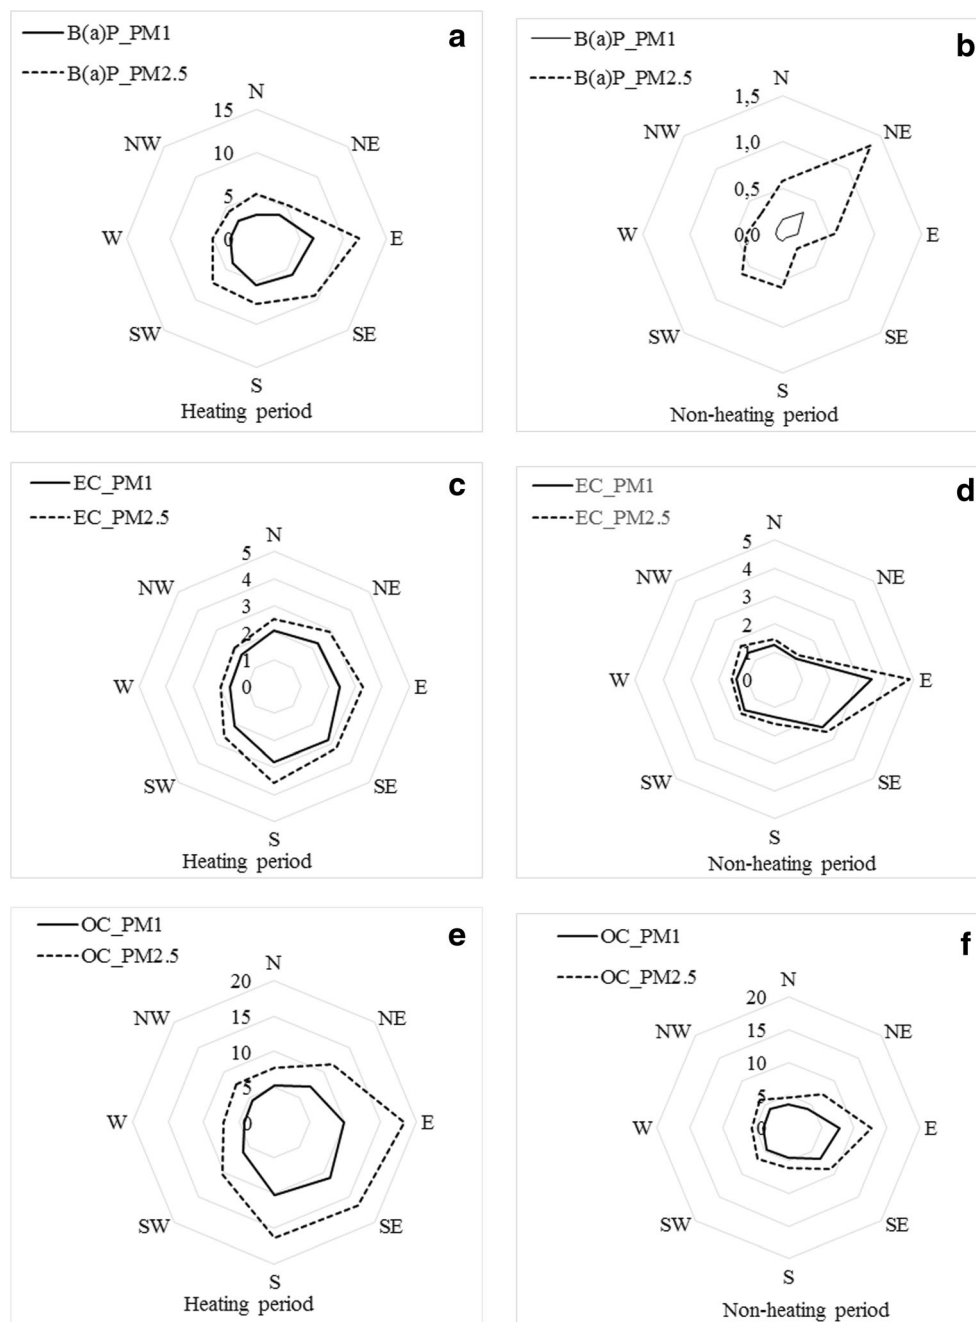 B(a)P_PM1
a
B(a)P_PM2.5
N
15
NW
NE
10
5
W
0
E
SW
SE
S
Heating period
B(a)P_PM1
b
B(a)P_PM2.5
N
1,5
NW
NE
1,0
0,5
W
0,0
E
SW
SE
S
Non-heating period
EC_PM1
c
EC_PM2.5
N
5
NW
NE
4
3
2
1
W
0
E
SW
SE
S
Heating period
EC_PM1
d
EC_PM2.5
N
5
NW
NE
4
3
2
1
W
0
E
SW
SE
S
Non-heating period
OC_PM1
e
OC_PM2.5
N
20
NW
NE
15
10
5
W
0
E
SW
SE
S
Heating period
OC_PM1
f
OC_PM2.5
N
20
NW
NE
15
10
5
W
0
E
SW
SE
S
Non-heating period